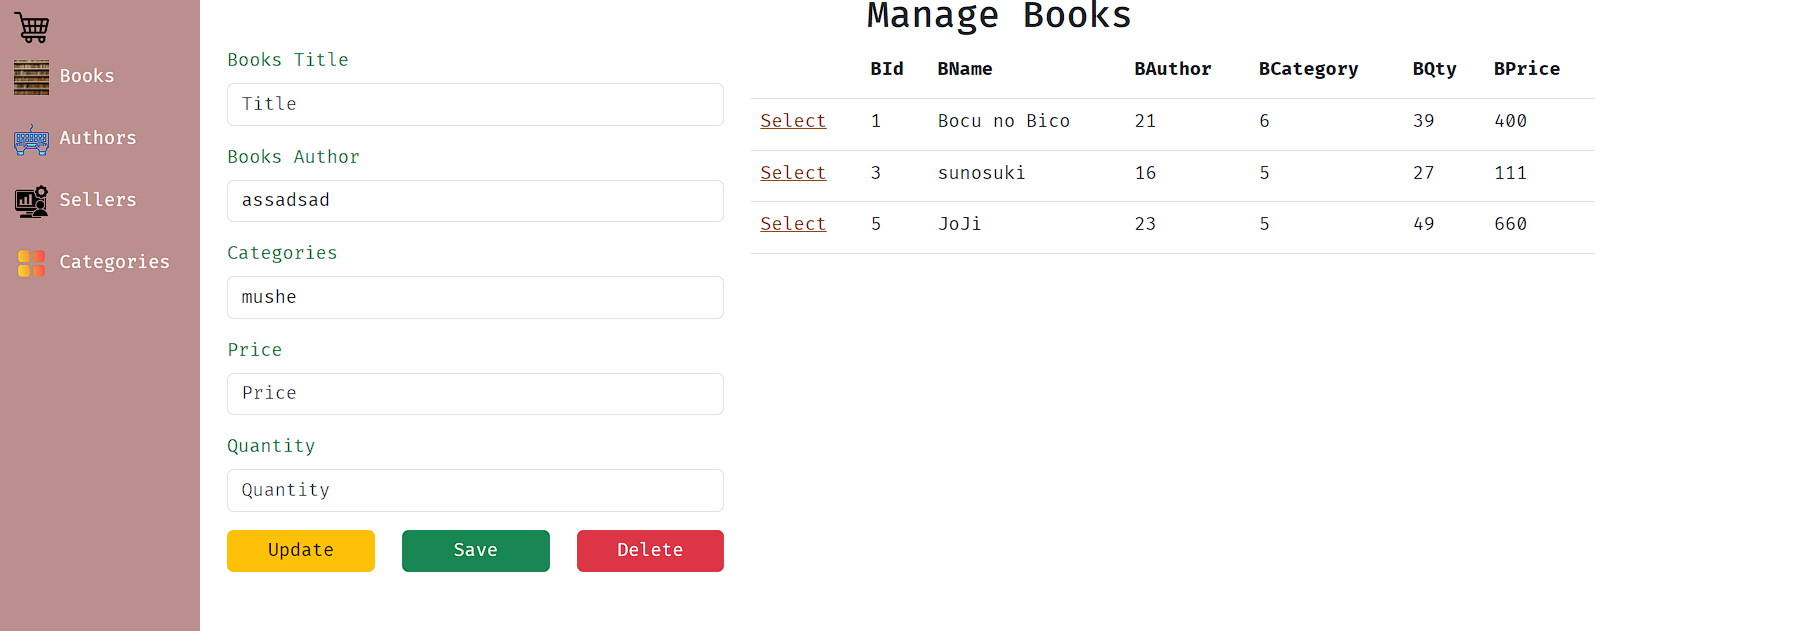 Manage Books
Books
Authors
Sellers
Categories
Books Title
Title
Books Author
assadsad
Categories
mushe
Price
Price
Quantity
Quantity
Update Save Delete
BId BName BAuthor BCategory BQty BPrice
Select 1 Bocu no Bico 21 6 39 400
Select 3 sunosuki 16 5 27 111
Select 5 JoJi 23 5 49 660